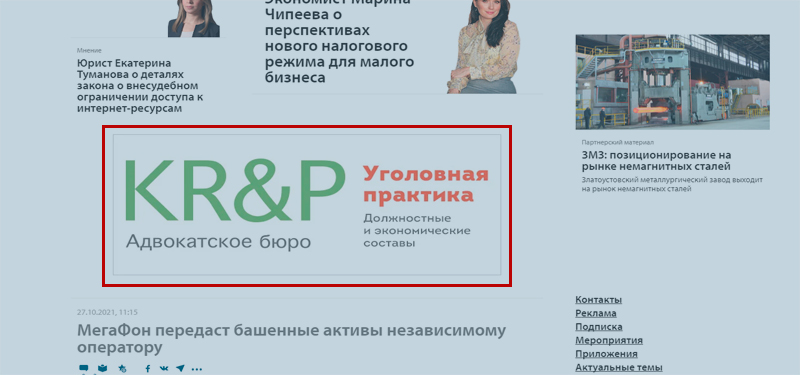 Экономист Марина
Чипеева о
перспективах
нового налогового
режима для малого
бизнеса
Мнение
Юрист Екатерина
Туманова о деталях
закона о внесудебном
ограничении доступа к
интернет-ресурсам
KR&P
Адвокатское бюро
Уголовная
практика
Должностные
и экономические
составы
27.10.2021, 11:15
МегаФон передаст башенные активы независимому
оператору
Партнерский материал
ЗМЗ: позиционирование на
рынке немагнитных сталей
Златоустовский металлургический завод выходит
на рынок немагнитных сталей
Контакты
Реклама
Подписка
Мероприятия
Приложения
Актуальные темы